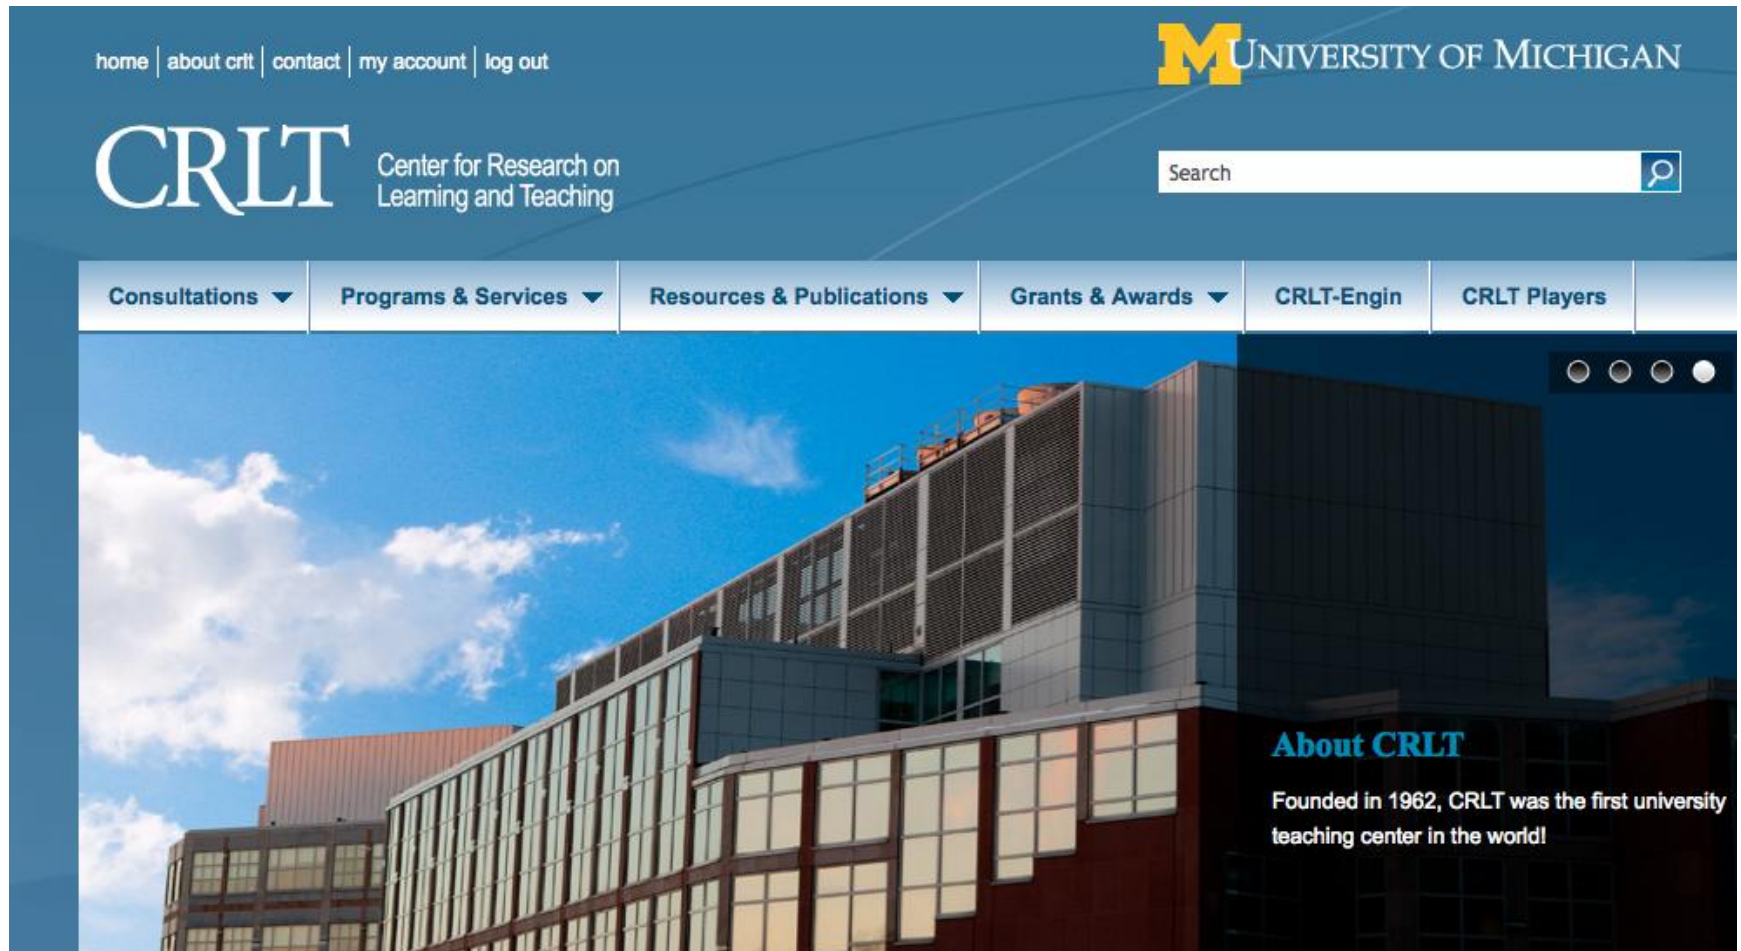 home about crlt contact my account log out
M UNIVERSITY OF MICHIGAN
CRLT
Center for Research on
Learning and Teaching
Search
Consultations Programs & Services Resources & Publications Grants & Awards CRLT-Engin CRLT Players
About CRLT
Founded in 1962, CRLT was the first university
teaching center in the world!